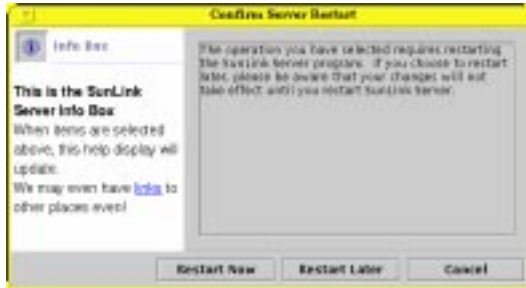 Confirm Server Restart
Info Box
This is the SunLink
Server Info Box
When items are selected
above, this help display will
update.
We may even have links to
other places even!
The operation you have selected requires restarting
the SunLink Server program. If you choose to restart
later, please be aware that your changes will not
take effect until you restart SunLink Server.
Restart Now
Restart Later
Cancel